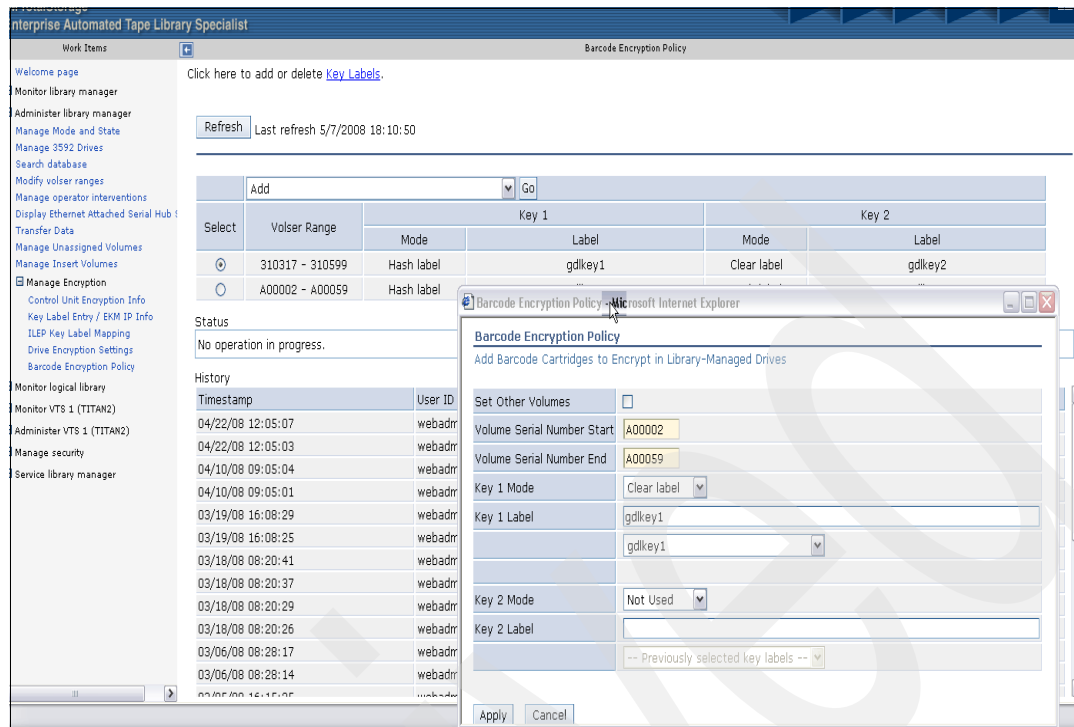 nterprise Automated Tape Library Specialist
Work Items
Barcode Encryption Policy
Welcome page
Monitor library manager
Administer library manager
Manage Mode and State
Manage 3592 Drives
Search database
Modify volser ranges
Manage operator interventions
Display Ethernet Attached Serial Hub
Transfer Data
Manage Unassigned Volumes
Manage Insert Volumes
Manage Encryption
Control Unit Encryption Info
Key Label Entry / EKM IP Info
ILEP Key Label Mapping
Drive Encryption Settings
Barcode Encryption Policy
Monitor logical library
Monitor VTS 1 (TITAN2)
Administer VTS 1 (TITAN2)
Manage security
Service library manager
Click here to add or delete Key Labels.
Refresh Last refresh 5/7/2008 18:10:50
Add Go
Select Volser Range Key 1 Key 2
Mode Label Mode Label
310317 - 310599 Hash label gdlkey1 Clear label gdlkey2
A00002 - A00059 Hash label
Status
No operation in progress.
History
Timestamp User ID
04/22/08 12:05:07 webadm
04/22/08 12:05:03 webadm
04/10/08 09:05:04 webadm
04/10/08 09:05:01 webadm
03/19/08 16:08:29 webadm
03/19/08 16:08:25 webadm
03/18/08 08:20:41 webadm
03/18/08 08:20:37 webadm
03/18/08 08:20:29 webadm
03/18/08 08:20:26 webadm
03/06/08 08:28:17 webadm
03/06/08 08:28:14 webadm
Barcode Encryption Policy - Microsoft Internet Explorer
Barcode Encryption Policy
Add Barcode Cartridges to Encrypt in Library-Managed Drives
Set Other Volumes
Volume Serial Number Start A00002
Volume Serial Number End A00059
Key 1 Mode Clear label
Key 1 Label gdlkey1
gdlkey1
Key 2 Mode Not Used
Key 2 Label
-- Previously selected key labels --
Apply Cancel